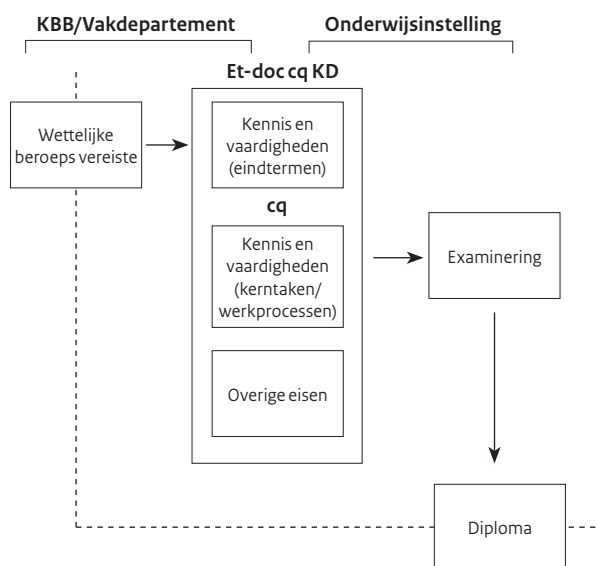 KBB/Vakdepartement
Onderwijsinstelling
Et-doc cq KD
Wettelijke
beroeps vereiste
Kennis en
vaardigheden
(eindtermen)
cq
Kennis en
vaardigheden
(kerntaken/
werkprocessen)
Overige eisen
Examinering
Diploma